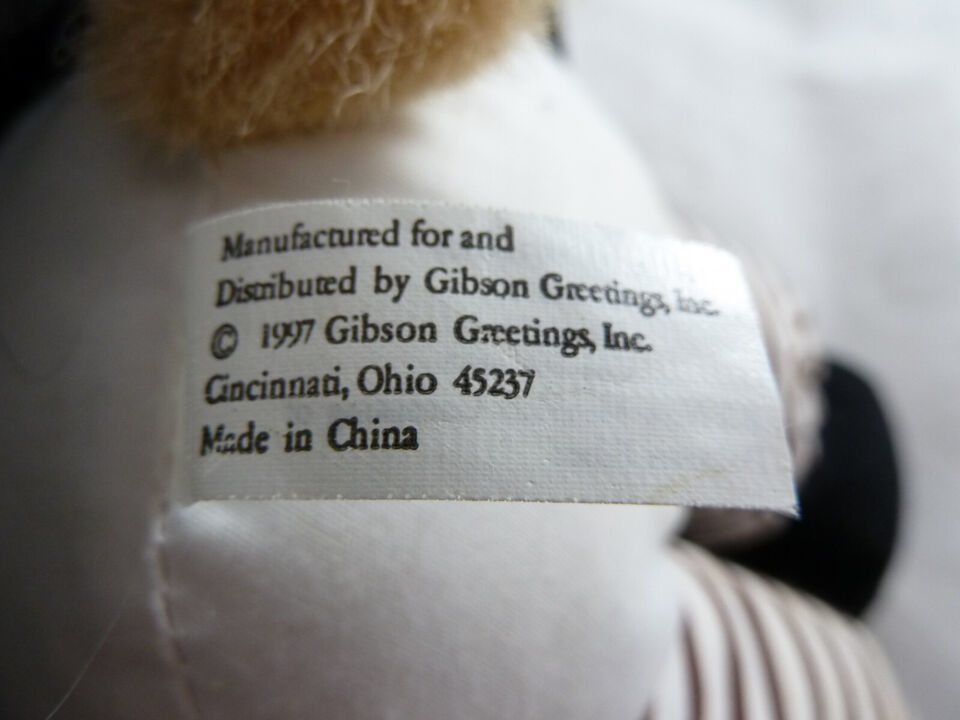 Manufactured for and
Distributed by Gibson Greetings, Inc.
© 1997 Gibson Greetings, Inc.
Cincinnati, Ohio 45237
Made in China